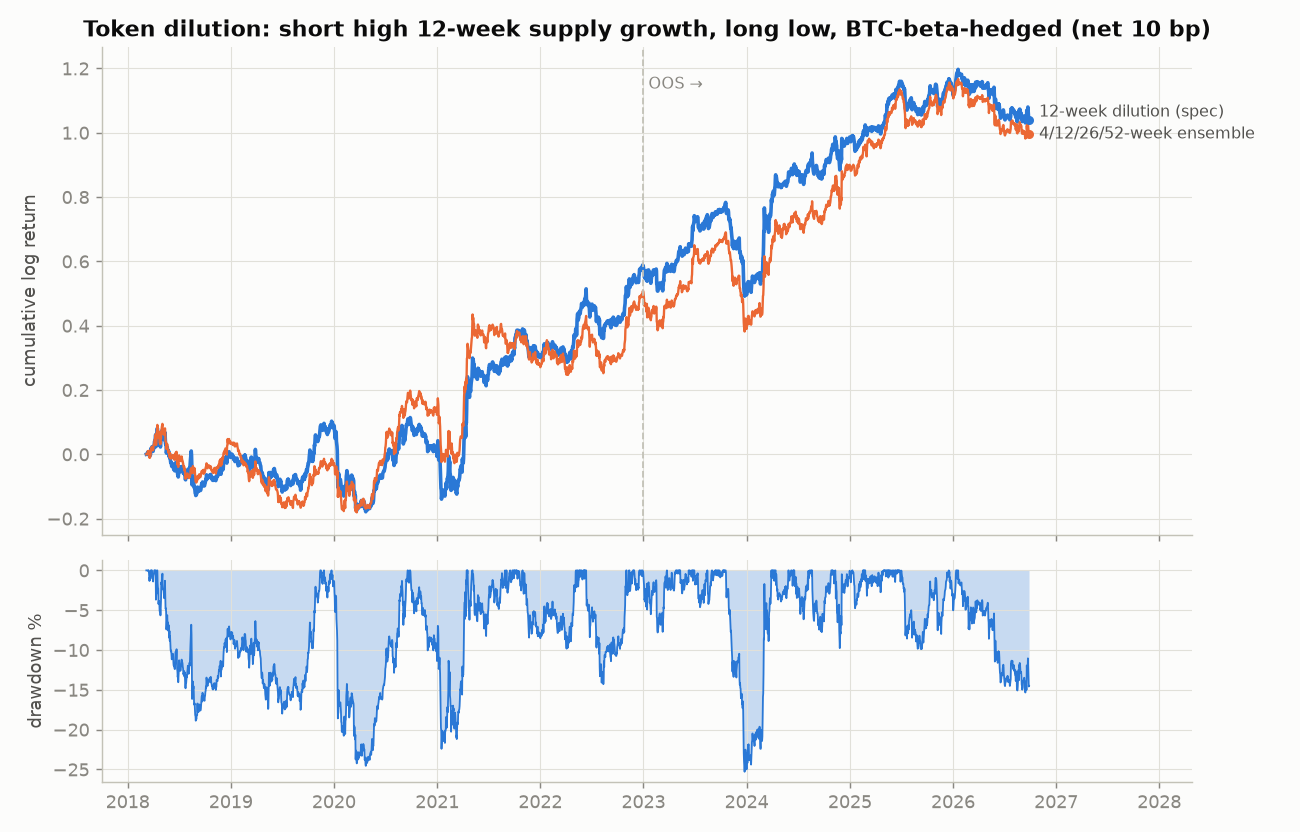 Token dilution: short high 12-week supply growth, long low, BTC-beta-hedged (net 10 bp)
cumulative log return
1.2
1.0
0.8
0.6
0.4
0.2
0.0
−0.2
OOS →
12-week dilution (spec)
4/12/26/52-week ensemble
drawdown %
0
−5
−10
−15
−20
−25
2018 2019 2020 2021 2022 2023 2024 2025 2026 2027 2028